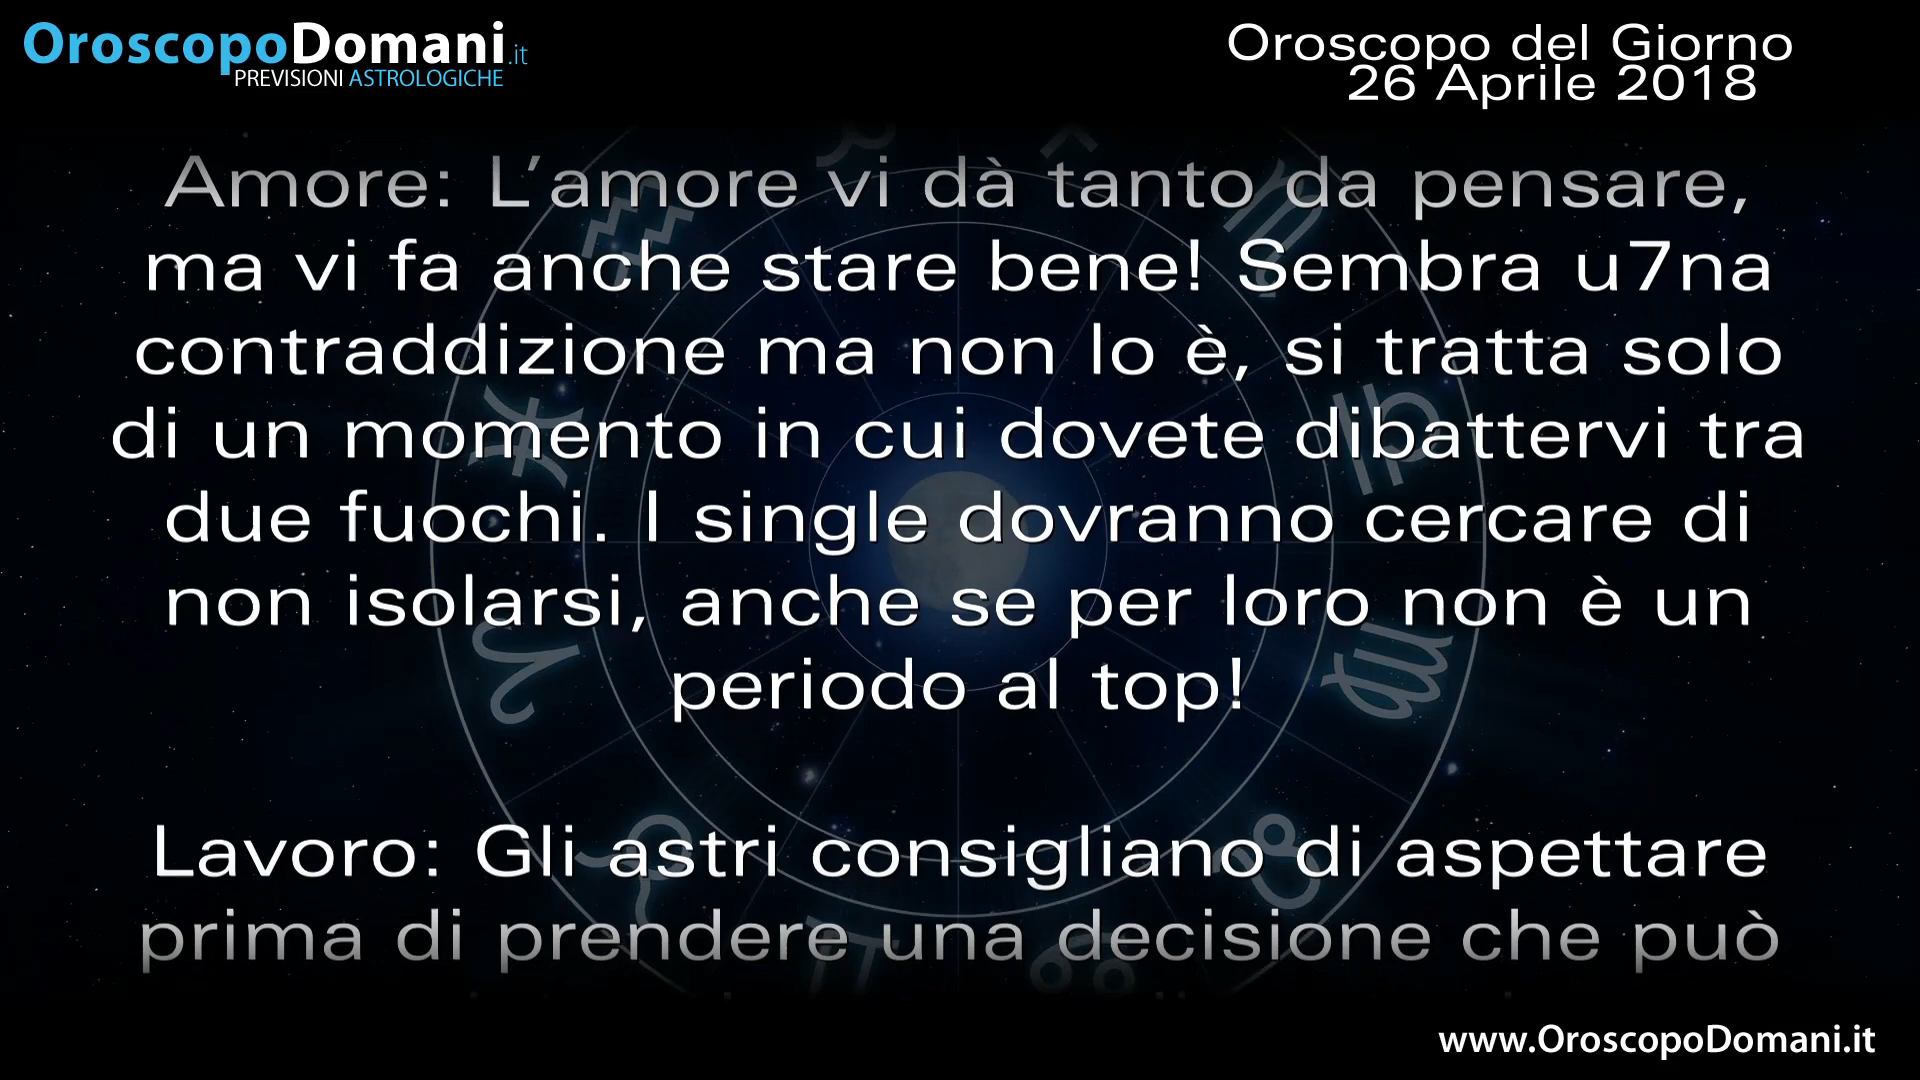 OroscopoDomani.it
PREVISIONI ASTROLOGICHE
Oroscopo del Giorno
26 Aprile 2018
Amore: L’amore vi dà tanto da pensare,
ma vi fa anche stare bene! Sembra u7na
contraddizione ma non lo è, si tratta solo
di un momento in cui dovete dibattervi tra
due fuochi. I single dovranno cercare di
non isolarsi, anche se per loro non è un
periodo al top!
Lavoro: Gli astri consigliano di aspettare
prima di prendere una decisione che può
www.OroscopoDomani.it